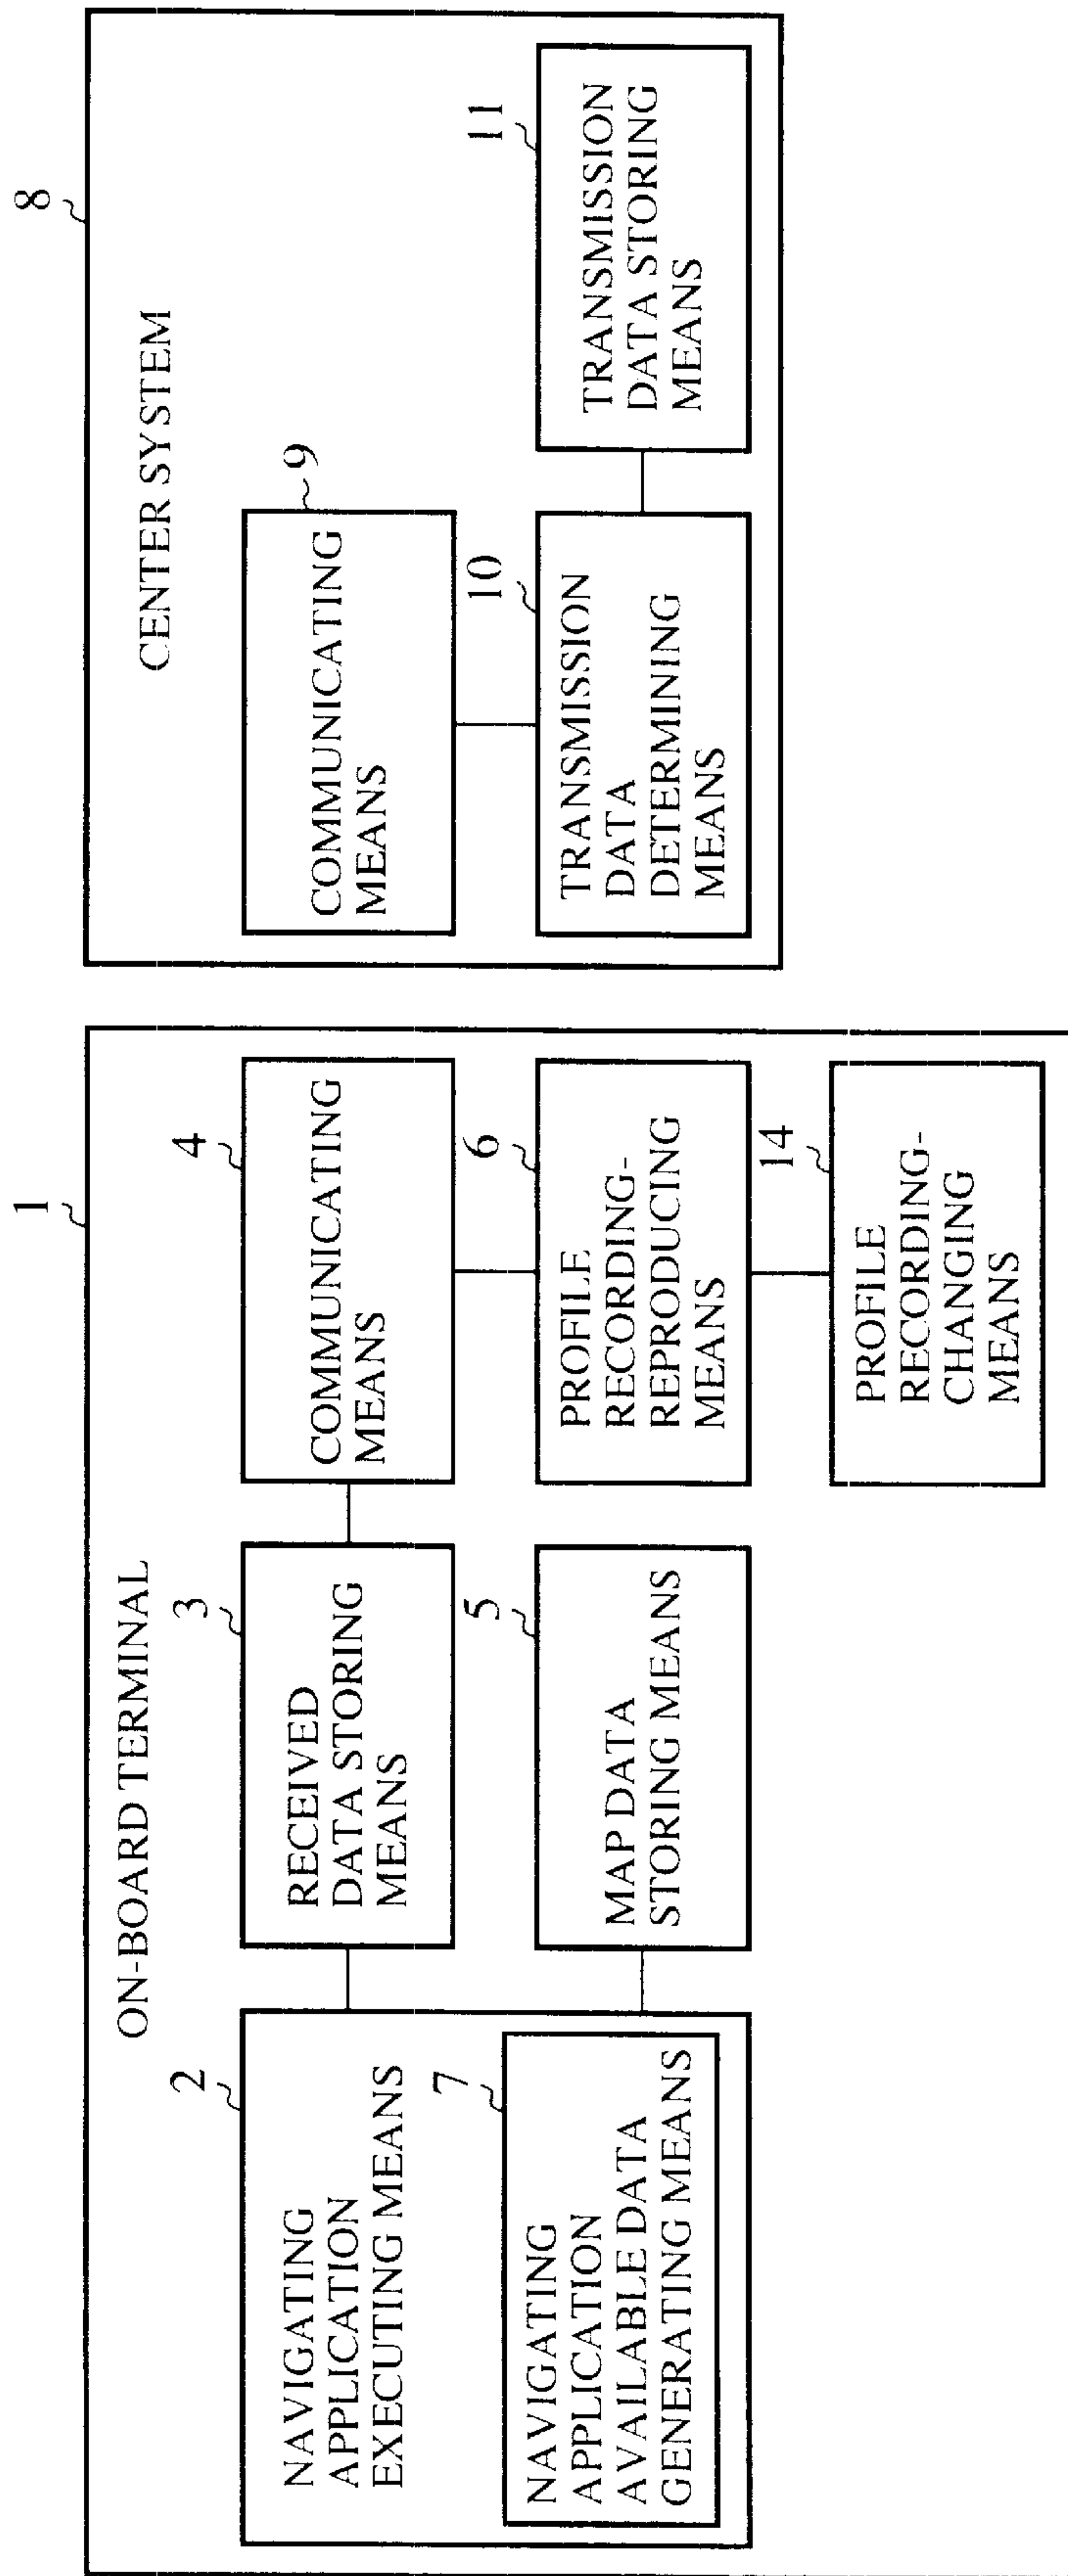 1
ON-BOARD TERMINAL
2
NAVIGATING
APPLICATION
EXECUTING MEANS
7
NAVIGATING
APPLICATION
AVAILABLE DATA
GENERATING MEANS
3
RECEIVED
DATA STORING
MEANS
5
MAP DATA
STORING MEANS
4
COMMUNICATING
MEANS
6
PROFILE
RECORDING-
REPRODUCING
MEANS
14
PROFILE
RECORDING-
CHANGING
MEANS
8
CENTER SYSTEM
9
COMMUNICATING
MEANS
10
TRANSMISSION
DATA
DETERMINING
MEANS
11
TRANSMISSION
DATA STORING
MEANS